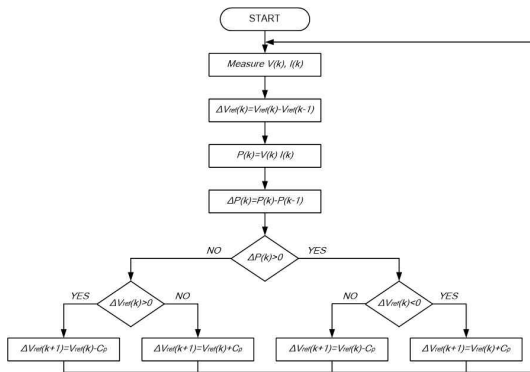 START
Measure V(k), I(k)
ΔVref(k)=Vref(k)-Vref(k-1)
P(k)=V(k) I(k)
ΔP(k)=P(k)-P(k-1)
NO
ΔP(k)>0
YES
YES
ΔVref(k)>0
NO
NO
ΔVref(k)<0
YES
ΔVref(k+1)=Vref(k)-Cp
ΔVref(k+1)=Vref(k)+Cp
ΔVref(k+1)=Vref(k)-Cp
ΔVref(k+1)=Vref(k)+Cp